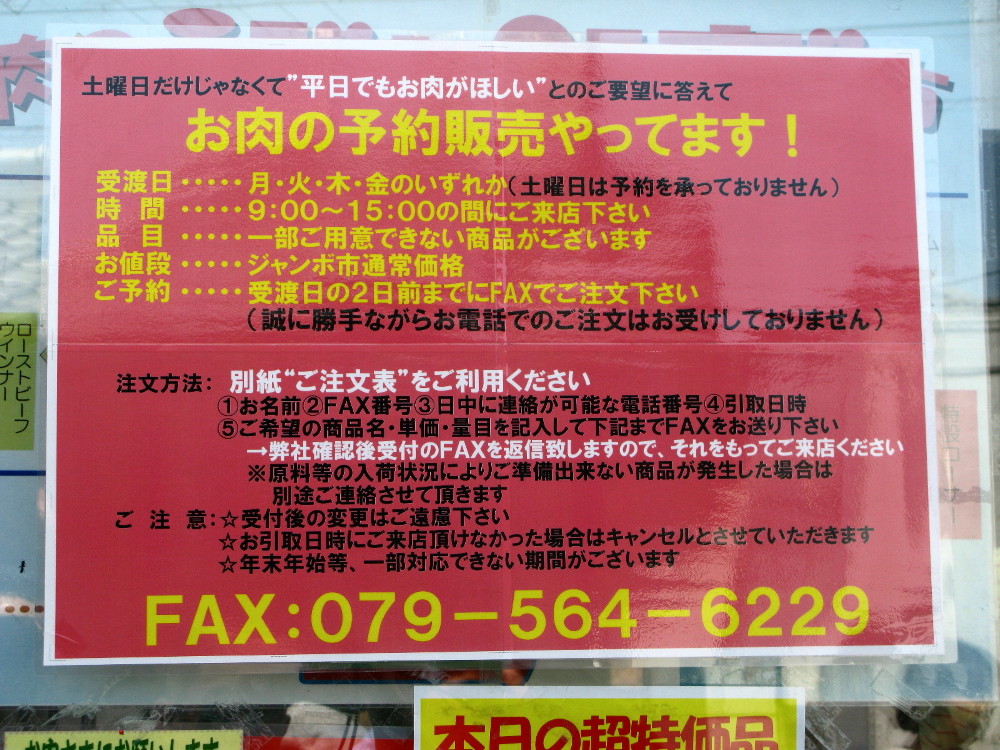 土曜日だけじゃなくて"平日でもお肉がほしい"とのご要望に答えて
お肉の予約販売やってます！
受渡日・・・・・月・火・木・金のいずれか（土曜日は予約を承っておりません）
時　間・・・・・9：00～15：00の間にご来店下さい
品　目・・・・・一部ご用意できない商品がございます
お値段・・・・・ジャンボ市通常価格
ご予約・・・・・受渡日の2日前までにFAXでご注文下さい
（誠に勝手ながらお電話でのご注文はお受けしておりません）
注文方法：別紙"ご注文表"をご利用ください
①お名前②FAX番号③日中に連絡が可能な電話番号④引取日時
⑤ご希望の商品名・単価・量目を記入して下記までFAXをお送り下さい
→弊社確認後受付のFAXを返信致しますので、それをもってご来店ください
※原料等の入荷状況によりご準備出来ない商品が発生した場合は
別途ご連絡させて頂きます
ご　注　意：☆受付後の変更はご遠慮下さい
☆お引取日時にご来店頂けなかった場合はキャンセルとさせていただきます
☆年末年始等、一部対応できない期間がございます
FAX：079－564－6229
ローストビーフ
ウィンナー
特設コーナー
本日の超特価品
お客さまにお願いします